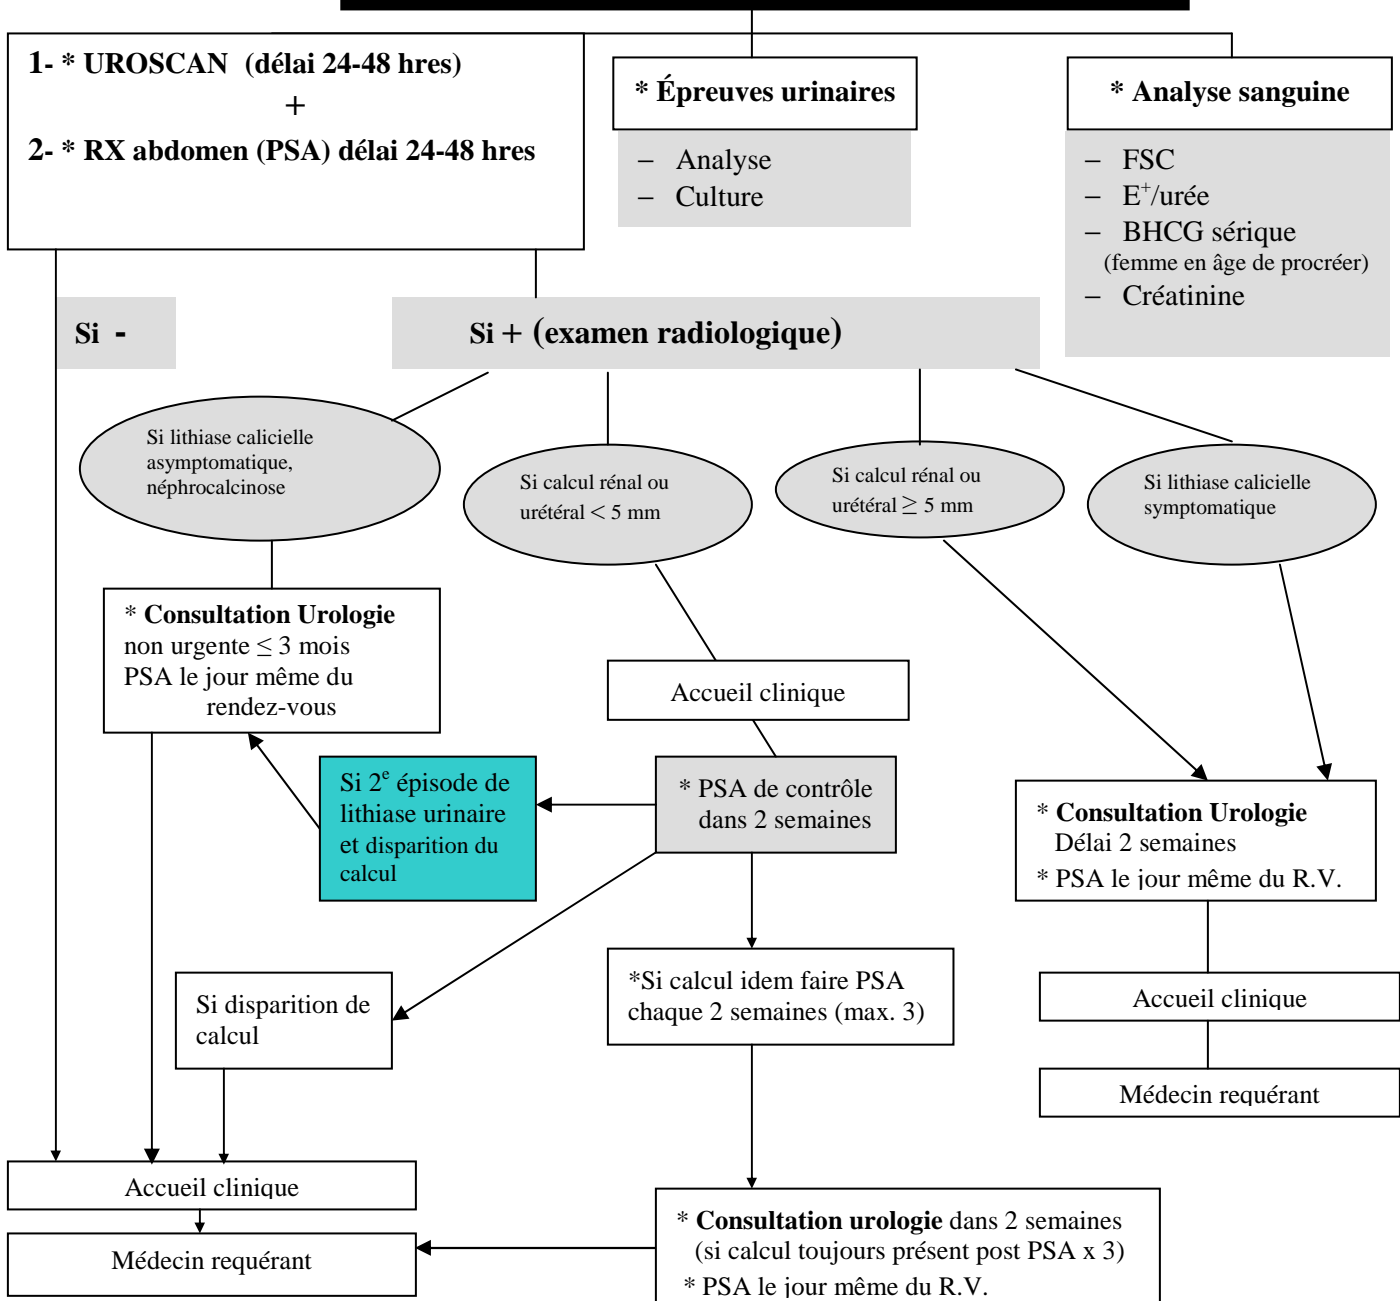 1- * UROSCAN (délai 24-48 hres)
+
2- * RX abdomen (PSA) délai 24-48 hres
* Épreuves urinaires
– Analyse
– Culture
* Analyse sanguine
– FSC
– E⁺/urée
– BHCG sérique
(femme en âge de procréer)
– Créatinine
Si -
Si + (examen radiologique)
Si lithiase calicielle
asymptomatique,
néphrocalcinose
Si calcul rénal ou
urétéral < 5 mm
Si calcul rénal ou
urétéral ≥ 5 mm
Si lithiase calicielle
symptomatique
* Consultation Urologie
non urgente ≤ 3 mois
PSA le jour même du
rendez-vous
Accueil clinique
Si 2ᵉ épisode de
lithiase urinaire
et disparition du
calcul
* PSA de contrôle
dans 2 semaines
* Consultation Urologie
Délai 2 semaines
* PSA le jour même du R.V.
Si disparition de
calcul
*Si calcul idem faire PSA
chaque 2 semaines (max. 3)
Accueil clinique
Médecin requérant
Accueil clinique
Médecin requérant
* Consultation urologie dans 2 semaines
(si calcul toujours présent post PSA x 3)
* PSA le jour même du R.V.